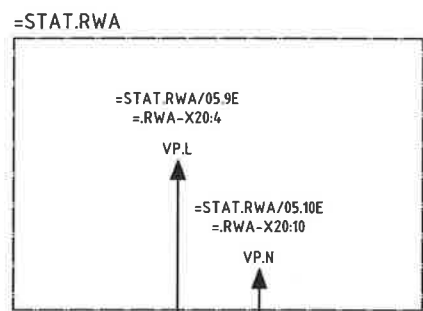 =STAT.RWA
=STAT.RWA/05.9E
=.RWA-X20:4
VP.L
=STAT.RWA/05.10E
=.RWA-X20:10
VP.N